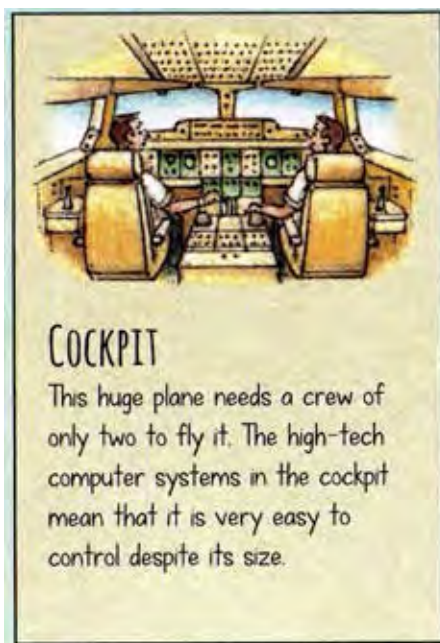 COCKPIT
This huge plane needs a crew of
only two to fly it. The high-tech
computer systems in the cockpit
mean that it is very easy to
control despite its size.